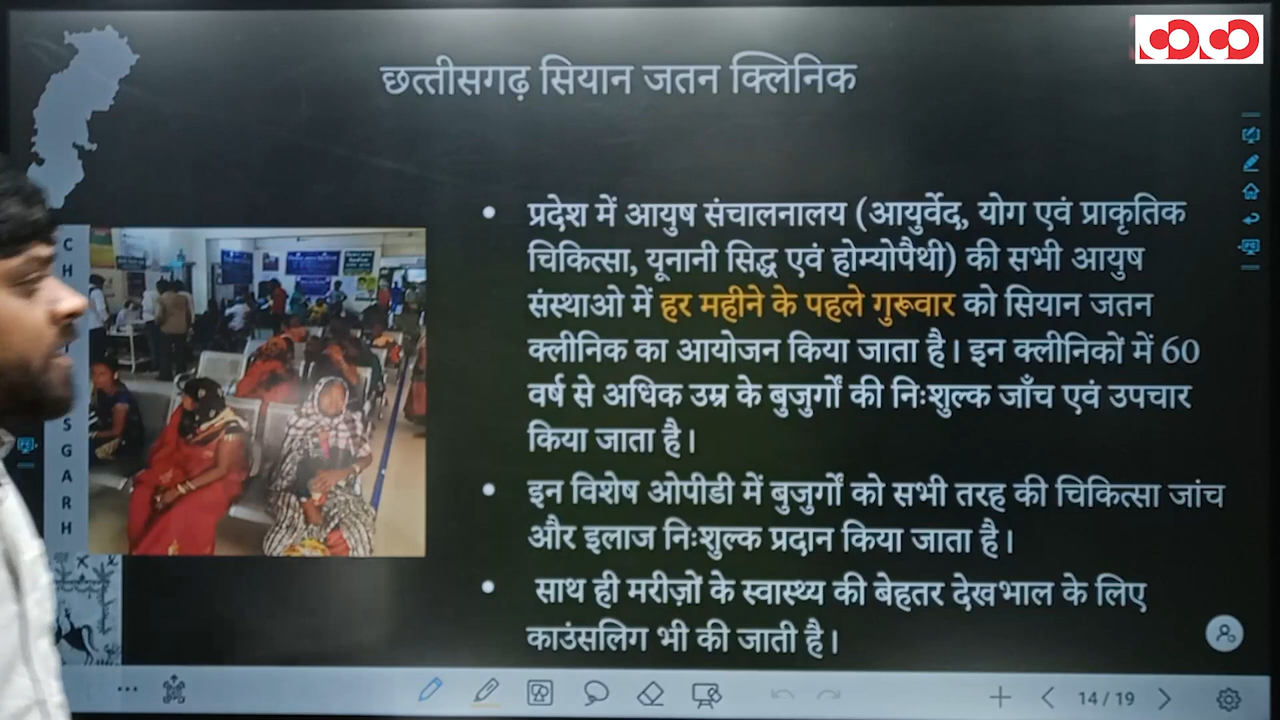 छत्तीसगढ़ सियान जतन क्लिनिक
प्रदेश में आयुष संचालनालय (आयुर्वेद, योग एवं प्राकृतिक
चिकित्सा, यूनानी सिद्ध एवं होम्योपैथी) की सभी आयुष
संस्थाओ में हर महीने के पहले गुरूवार को सियान जतन
क्लीनिक का आयोजन किया जाता है। इन क्लीनिकों में 60
वर्ष से अधिक उम्र के बुजुर्गों की निःशुल्क जाँच एवं उपचार
किया जाता है।
इन विशेष ओपीडी में बुजुर्गों को सभी तरह की चिकित्सा जांच
और इलाज निःशुल्क प्रदान किया जाता है।
साथ ही मरीज़ों के स्वास्थ्य की बेहतर देखभाल के लिए
काउंसलिग भी की जाती है।
CH
SGARH
14/19